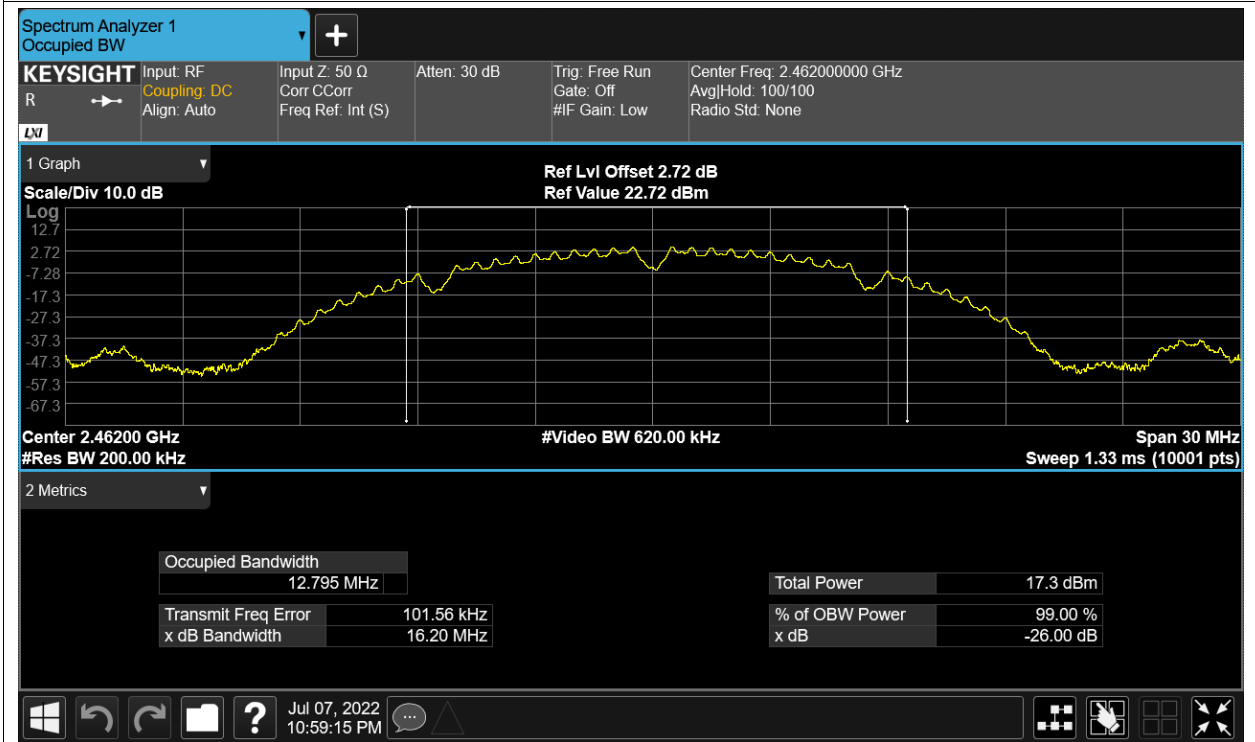 Spectrum Analyzer 1
Occupied BW
KEYSIGHT
R
LXI
Input: RF
Coupling: DC
Align: Auto
Input Z: 50 Ω
Corr CCorr
Freq Ref: Int (S)
Atten: 30 dB
Trig: Free Run
Gate: Off
#IF Gain: Low
Center Freq: 2.462000000 GHz
Avg|Hold: 100/100
Radio Std: None
1 Graph
Scale/Div 10.0 dB
Ref Lvl Offset 2.72 dB
Ref Value 22.72 dBm
Log
12.7
2.72
-7.28
-17.3
-27.3
-37.3
-47.3
-57.3
-67.3
Center 2.46200 GHz
#Video BW 620.00 kHz
Span 30 MHz
#Res BW 200.00 kHz
Sweep 1.33 ms (10001 pts)
2 Metrics
Occupied Bandwidth
12.795 MHz
Total Power 17.3 dBm
Transmit Freq Error 101.56 kHz
% of OBW Power 99.00 %
x dB Bandwidth 16.20 MHz
x dB -26.00 dB
?
Jul 07, 2022
10:59:15 PM